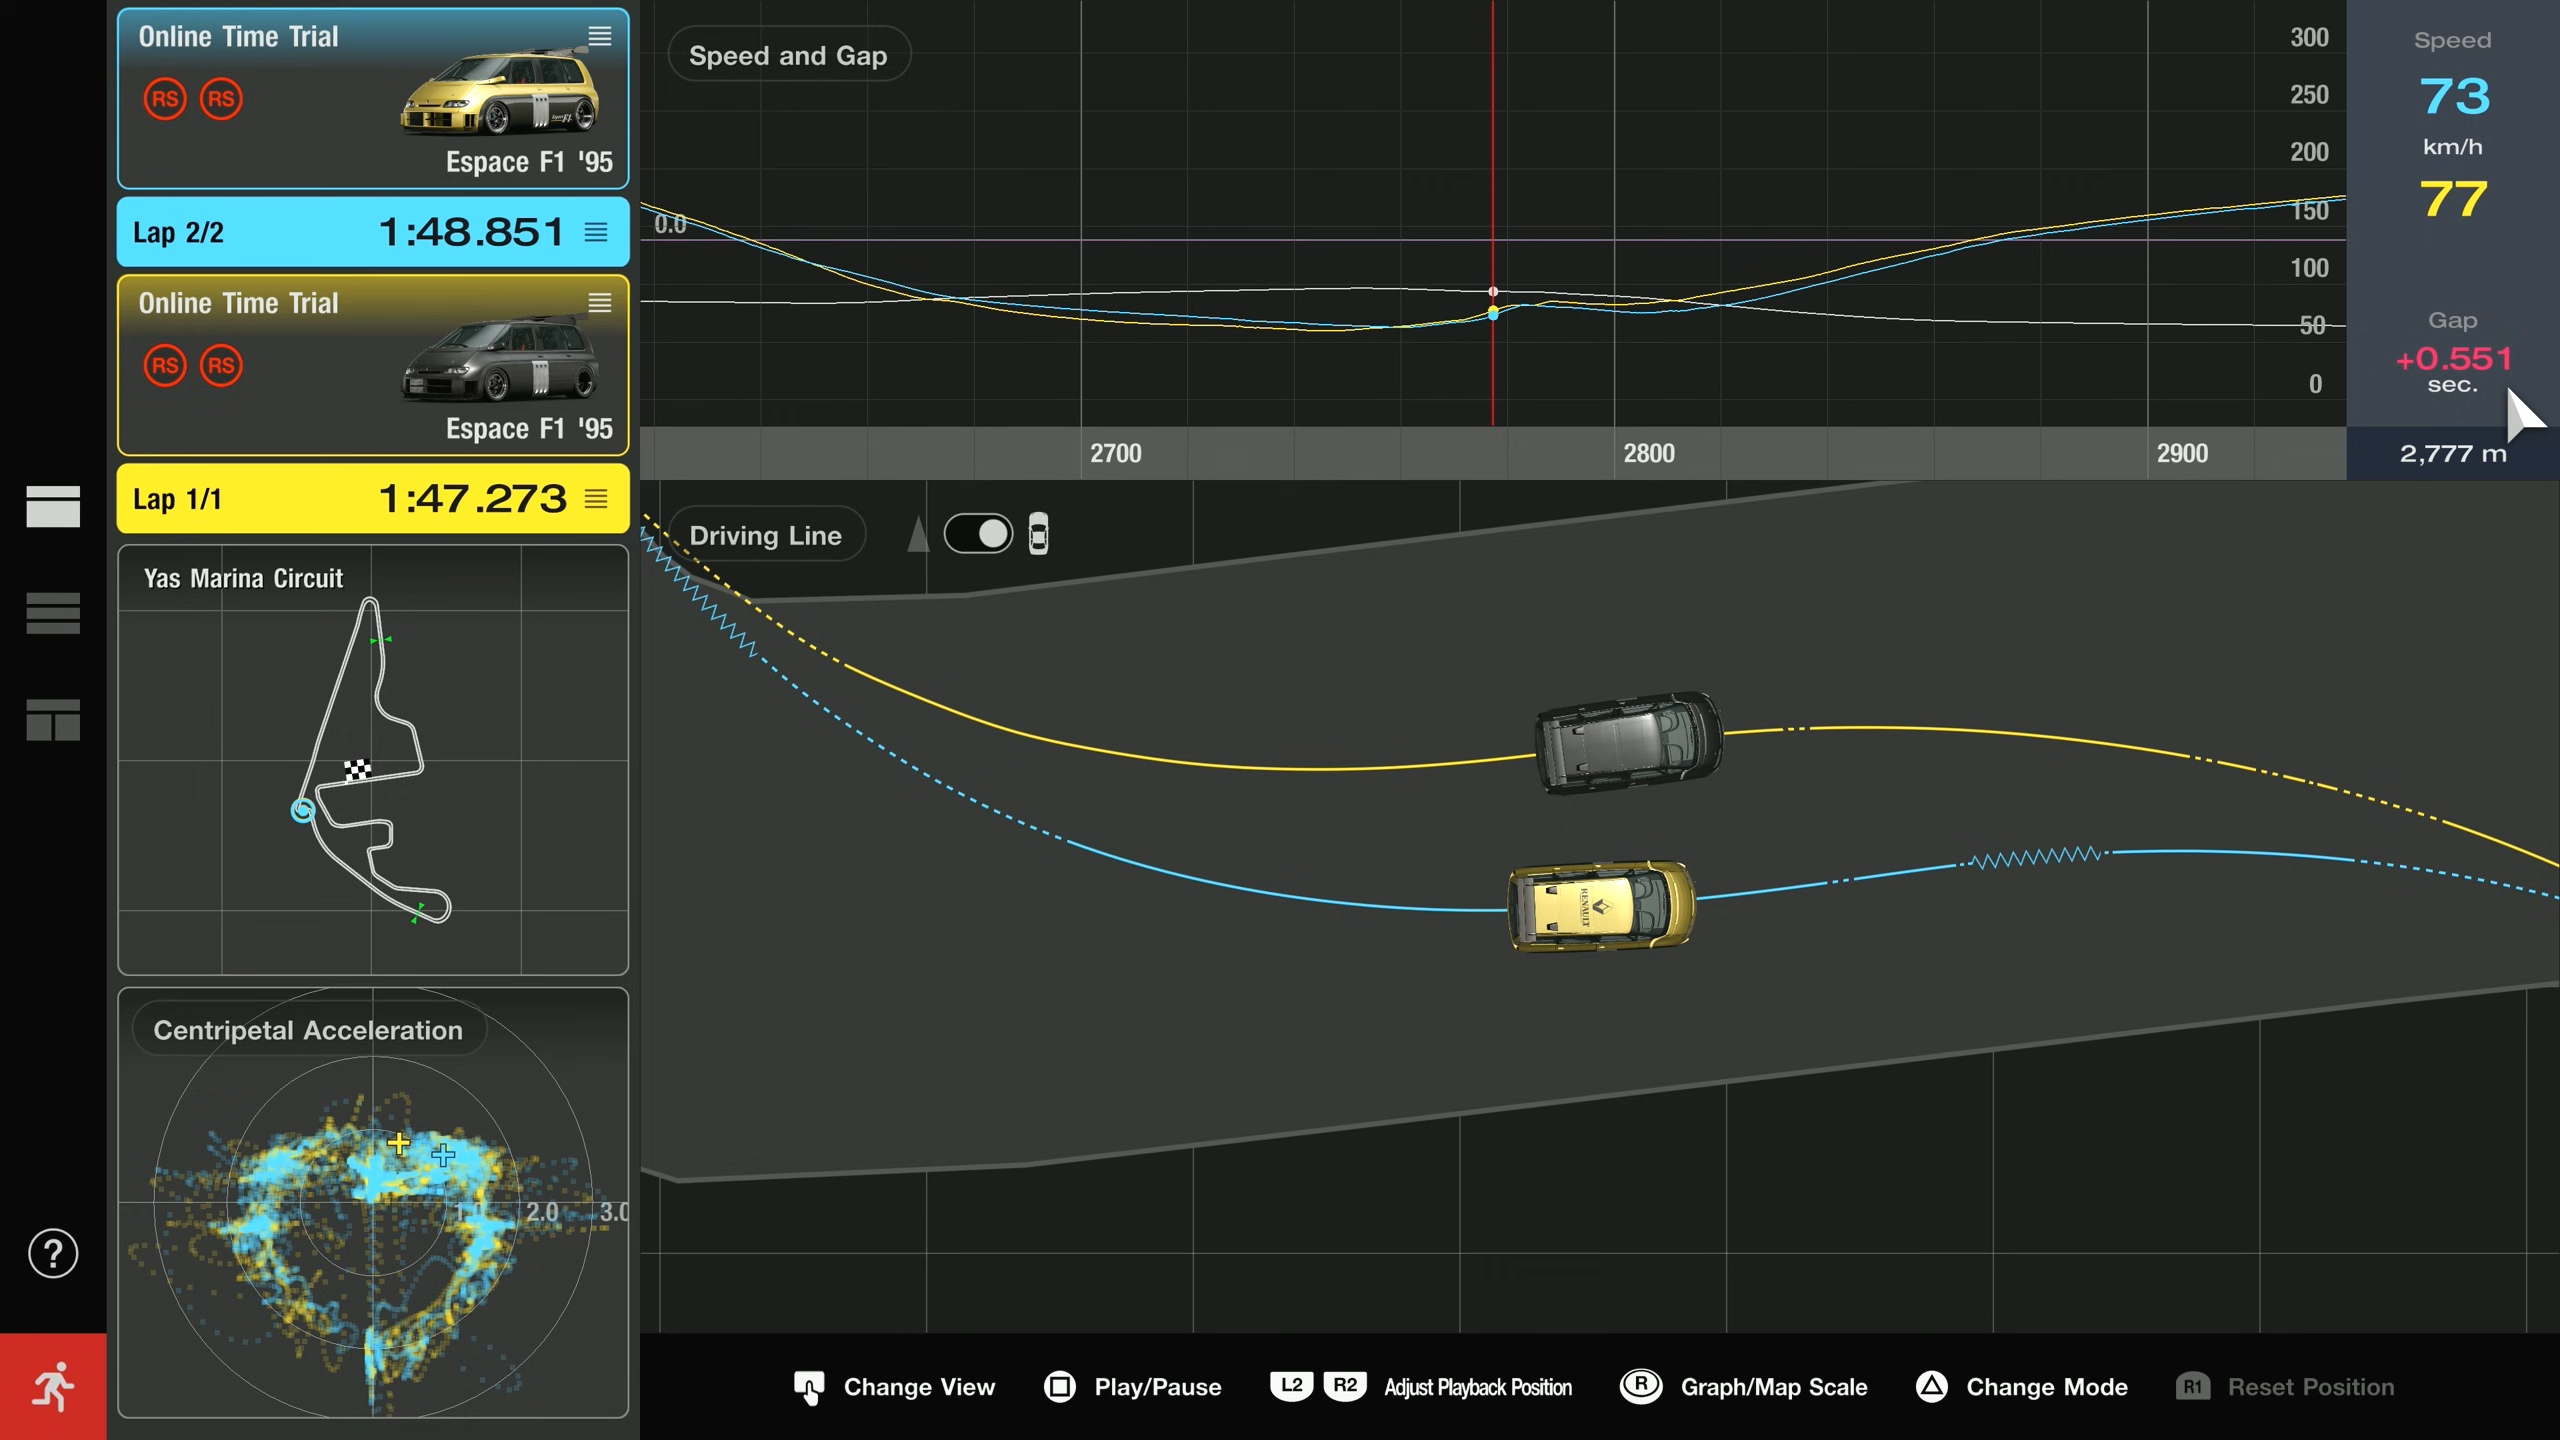 Online Time Trial
RS RS
Espace F1 '95
Lap 2/2 1:48.851
Online Time Trial
RS RS
Espace F1 '95
Lap 1/1 1:47.273
Yas Marina Circuit
Centripetal Acceleration
2.0 3.0
?
Speed and Gap
0.0
300
250
200
150
100
50
0
2700 2800 2900
Speed
73
km/h
77
Gap
+0.551
sec.
2,777 m
Driving Line
RENAULT
Change View
Play/Pause
L2 R2 Adjust Playback Position
R Graph/Map Scale
Change Mode
R1 Reset Position